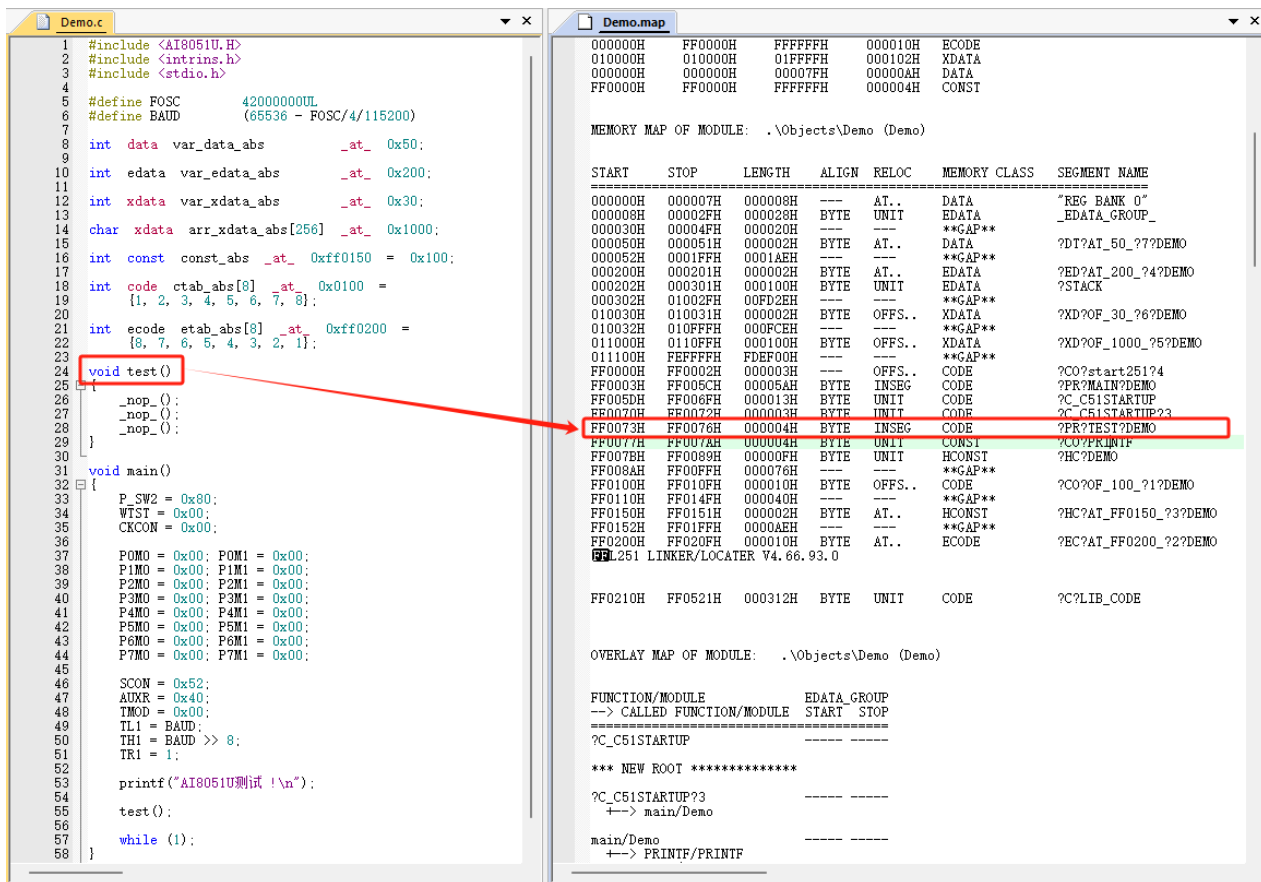 Demo.c
1 #include <AI8051U.H>
2 #include <intrins.h>
3 #include <stdio.h>
4
5 #define FOSC 42000000UL
6 #define BAUD (65536 - FOSC/4/115200)
7
8 int data var_data_abs _at_ 0x50;
9
10 int edata var_edata_abs _at_ 0x200;
11
12 int xdata var_xdata_abs _at_ 0x30;
13
14 char xdata arr_xdata_abs[256] _at_ 0x1000;
15
16 int const const_abs _at_ 0xff0150 = 0x100;
17
18 int code ctab_abs[8] _at_ 0x0100 =
19 {1, 2, 3, 4, 5, 6, 7, 8};
20
21 int ecode etab_abs[8] _at_ 0xff0200 =
22 {8, 7, 6, 5, 4, 3, 2, 1};
23
24 void test()
25 {
26 _nop_();
27 _nop_();
28 _nop_();
29 }
30
31 void main()
32 {
33 P_SW2 = 0x80;
34 WTST = 0x00;
35 CKCON = 0x00;
36
37 P0M0 = 0x00; P0M1 = 0x00;
38 P1M0 = 0x00; P1M1 = 0x00;
39 P2M0 = 0x00; P2M1 = 0x00;
40 P3M0 = 0x00; P3M1 = 0x00;
41 P4M0 = 0x00; P4M1 = 0x00;
42 P5M0 = 0x00; P5M1 = 0x00;
43 P6M0 = 0x00; P6M1 = 0x00;
44 P7M0 = 0x00; P7M1 = 0x00;
45
46 SCON = 0x52;
47 AUXR = 0x40;
48 TMOD = 0x00;
49 TL1 = BAUD;
50 TH1 = BAUD >> 8;
51 TR1 = 1;
52
53 printf("AI8051U测试 !\n");
54
55 test();
56
57 while (1);
58 }
Demo.map
000000H FF0000H FFFFFFH 000010H ECODE
010000H 010000H 01FFFFH 000102H XDATA
000000H 000000H 00007FH 00000AH DATA
FF0000H FF0000H FFFFFFH 000004H CONST
MEMORY MAP OF MODULE: .\Objects\Demo (Demo)
START STOP LENGTH ALIGN RELOC MEMORY CLASS SEGMENT NAME
=========================================================================
000000H 000007H 000008H --- AT.. DATA "REG BANK 0"
000008H 00002FH 000028H BYTE UNIT EDATA _EDATA_GROUP_
000030H 00004FH 000020H --- --- **GAP**
000050H 000051H 000002H BYTE AT.. DATA ?DT?AT_50_?7?DEMO
000052H 0001FFH 0001AEH --- --- **GAP**
000200H 000201H 000002H BYTE AT.. EDATA ?ED?AT_200_?4?DEMO
000202H 000301H 000100H BYTE UNIT EDATA ?STACK
000302H 01002FH 00FD2EH --- --- **GAP**
010030H 010031H 000002H BYTE OFFS.. XDATA ?XD?OF_30_?6?DEMO
010032H 010FFFH 000FCEH --- --- **GAP**
011000H 0110FFH 000100H BYTE OFFS.. XDATA ?XD?OF_1000_?5?DEMO
011100H FEFFFFH FDEF00H --- --- **GAP**
FF0000H FF0002H 000003H --- OFFS.. CODE ?CO?start251?4
FF0003H FF005CH 00005AH BYTE INSEG CODE ?PR?MAIN?DEMO
FF005DH FF006FH 000013H BYTE UNIT CODE ?C_C51STARTUP
FF0070H FF0072H 000003H BYTE UNIT CODE ?C_C51STARTUP?3
FF0073H FF0076H 000004H BYTE INSEG CODE ?PR?TEST?DEMO
FF0077H FF007AH 000004H BYTE UNIT CONST ?CO?PRINTF
FF007BH FF0089H 00000FH BYTE UNIT HCONST ?HC?DEMO
FF008AH FF00FFH 000076H --- --- **GAP**
FF0100H FF010FH 000010H BYTE OFFS.. CODE ?CO?OF_100_?1?DEMO
FF0110H FF014FH 000040H --- --- **GAP**
FF0150H FF0151H 000002H BYTE AT.. HCONST ?HC?AT_FF0150_?3?DEMO
FF0152H FF01FFH 0000AEH --- --- **GAP**
FF0200H FF020FH 000010H BYTE AT.. ECODE ?EC?AT_FF0200_?2?DEMO
FF L251 LINKER/LOCATER V4.66.93.0
FF0210H FF0521H 000312H BYTE UNIT CODE ?C?LIB_CODE
OVERLAY MAP OF MODULE: .\Objects\Demo (Demo)
FUNCTION/MODULE EDATA_GROUP
--> CALLED FUNCTION/MODULE START STOP
=======================================
?C_C51STARTUP ----- -----
*** NEW ROOT **************
?C_C51STARTUP?3 ----- -----
+--> main/Demo
main/Demo ----- -----
+--> PRINTF/PRINTF